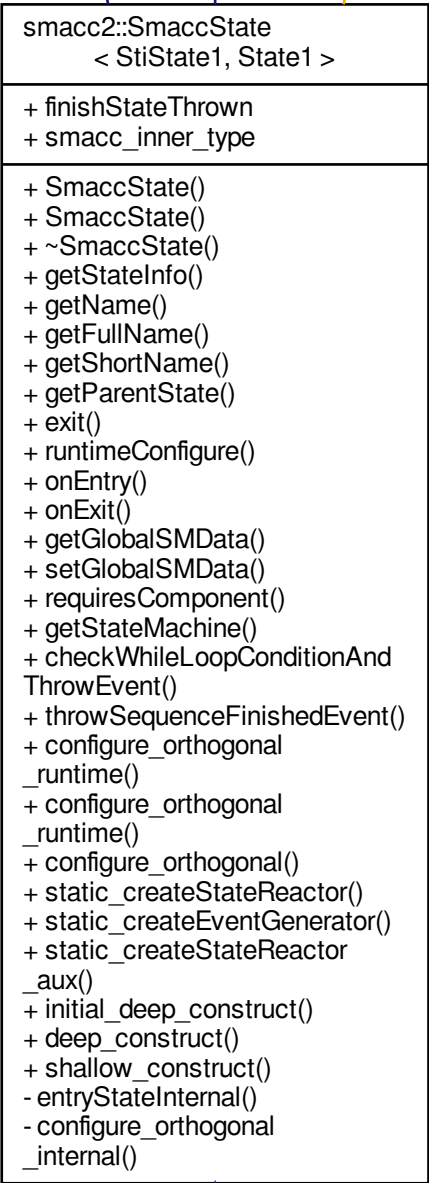 smacc2::SmaccState
< StiState1, State1 >
+ finishStateThrown
+ smacc_inner_type
+ SmaccState()
+ SmaccState()
+ ~SmaccState()
+ getStateInfo()
+ getName()
+ getFullName()
+ getShortName()
+ getParentState()
+ exit()
+ runtimeConfigure()
+ onEntry()
+ onExit()
+ getGlobalSMData()
+ setGlobalSMData()
+ requiresComponent()
+ getStateMachine()
+ checkWhileLoopConditionAnd
ThrowEvent()
+ throwSequenceFinishedEvent()
+ configure_orthogonal
_runtime()
+ configure_orthogonal
_runtime()
+ configure_orthogonal()
+ static_createStateReactor()
+ static_createEventGenerator()
+ static_createStateReactor
_aux()
+ initial_deep_construct()
+ deep_construct()
+ shallow_construct()
- entryStateInternal()
- configure_orthogonal
_internal()